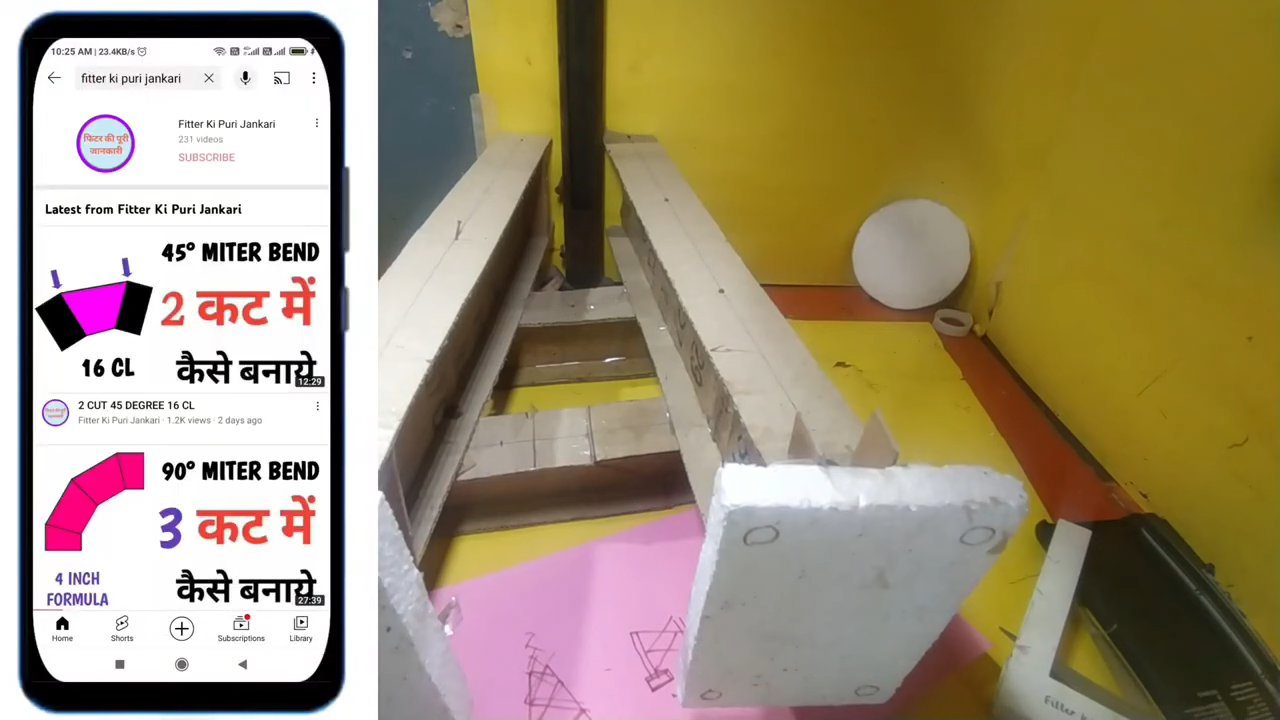 10:25 AM | 23.4KB/s
fitter ki puri jankari
फिटर की पूरी
जानकारी
Fitter Ki Puri Jankari
231 videos
SUBSCRIBE
Latest from Fitter Ki Puri Jankari
45° MITER BEND
2 कट में
16 CL
कैसे बनाये
12:29
2 CUT 45 DEGREE 16 CL
Fitter Ki Puri Jankari · 1.2K views · 2 days ago
90° MITER BEND
3 कट में
4 INCH
FORMULA
कैसे बनाये
27:39
Home
Shorts
Subscriptions
Library
Fitter